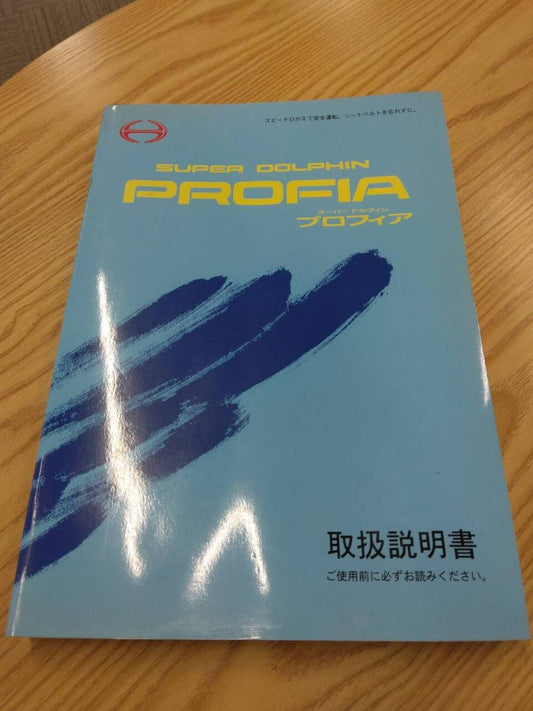 スピードひかえて安全運転、シートベルトを忘れずに。
SUPER DOLPHIN
PROFIA
スーパー ドルフィン
プロフィア
取扱説明書
ご使用前に必ずお読みください。